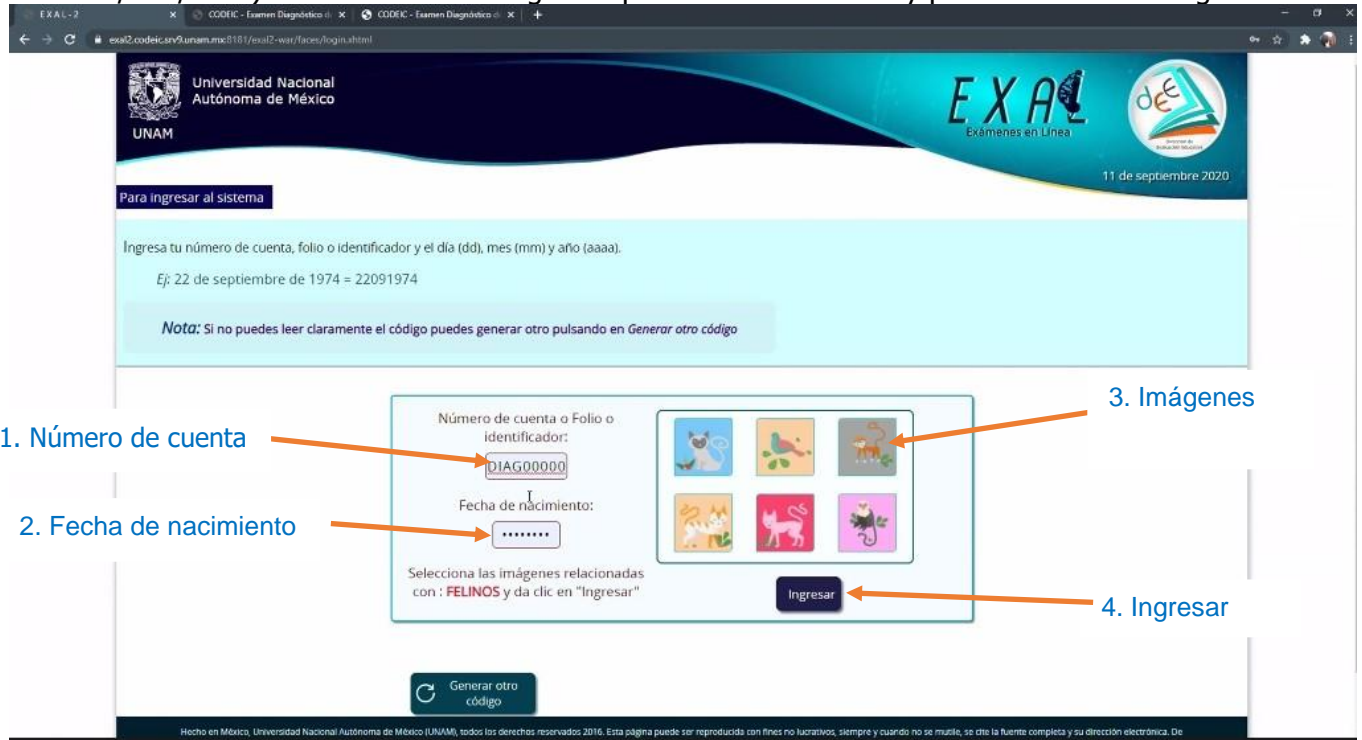 EXAL-2
CODEIC - Examen Diagnóstico d
CODEIC - Examen Diagnóstico d
exal2.codeic.srv9.unam.mx:8181/exal2-war/faces/login.xhtml
Universidad Nacional
Autónoma de México
UNAM
EXAL
Exámenes en Línea
dee
11 de septiembre 2020
Para ingresar al sistema
Ingresa tu número de cuenta, folio o identificador y el día (dd), mes (mm) y año (aaaa).
Ej: 22 de septiembre de 1974 = 22091974
Nota: Si no puedes leer claramente el código puedes generar otro pulsando en Generar otro código
3. Imágenes
Número de cuenta o Folio o
identificador:
1. Número de cuenta
DIAG00000
Fecha de nacimiento:
2. Fecha de nacimiento
Selecciona las imágenes relacionadas
con : FELINOS y da clic en "Ingresar"
Ingresar
4. Ingresar
Generar otro
código
Hecho en México, Universidad Nacional Autónoma de México (UNAM), todos los derechos reservados 2016. Esta página puede ser reproducida con fines no lucrativos, siempre y cuando no se mutile, se cite la fuente completa y su dirección electrónica. De